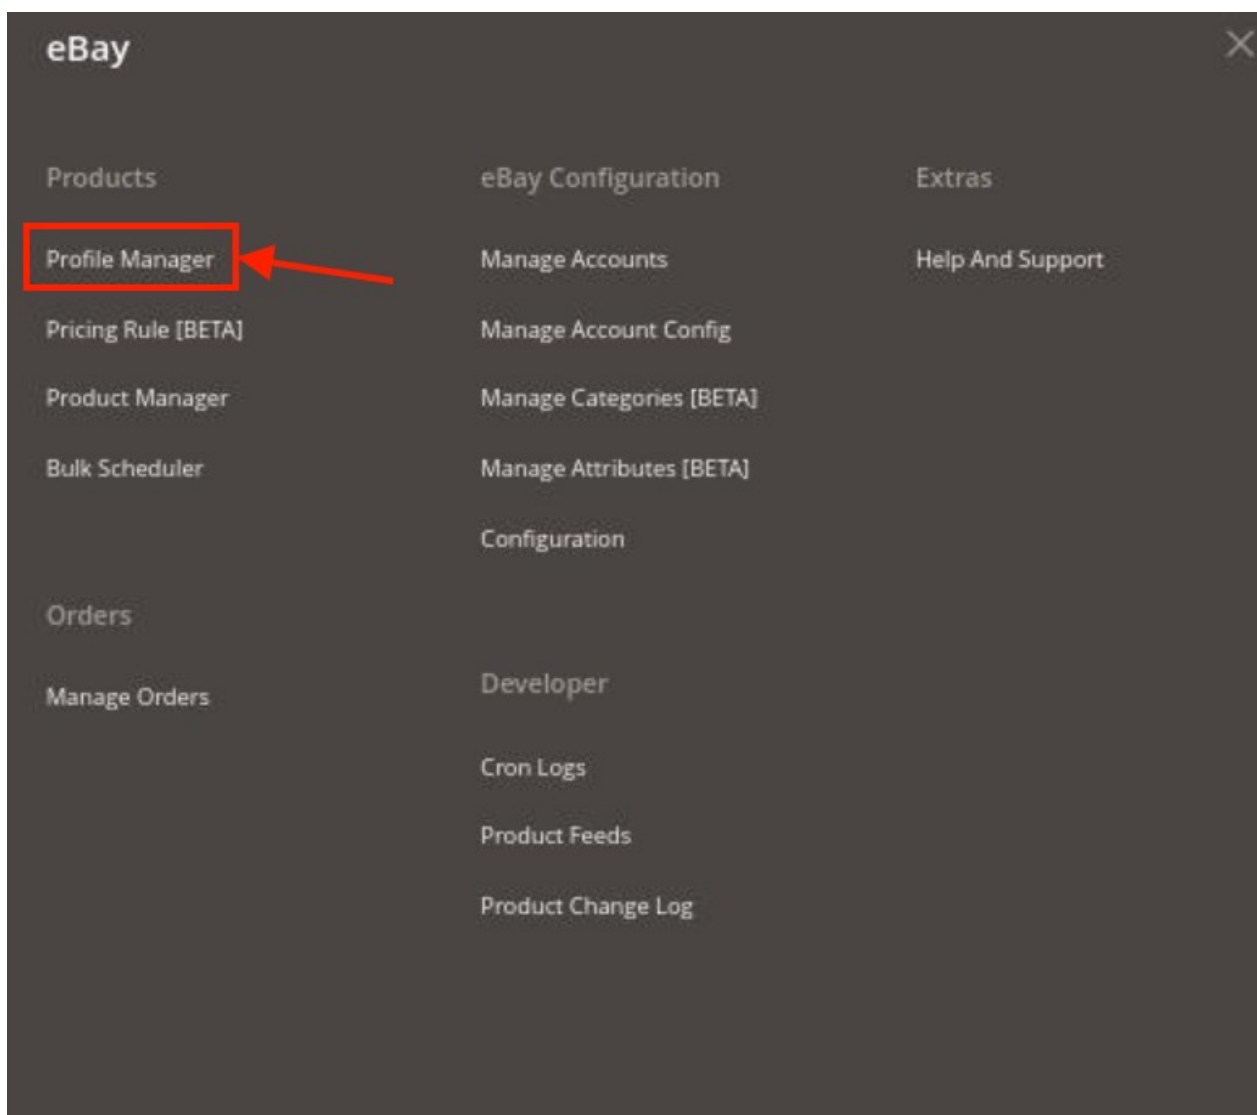 eBay
Products
Profile Manager
Pricing Rule [BETA]
Product Manager
Bulk Scheduler
Orders
Manage Orders
eBay Configuration
Manage Accounts
Manage Account Config
Manage Categories [BETA]
Manage Attributes [BETA]
Configuration
Developer
Cron Logs
Product Feeds
Product Change Log
Extras
Help And Support